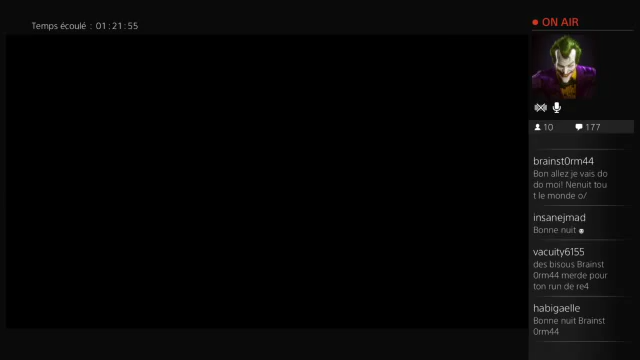 Temps écoulé : 01:21:55
ON AIR
10
177
brainst0rm44
Bon allez je vais do
do moi! Nenuit tou
t le monde o/
insanejmad
Bonne nuit
vacuity6155
des bisous Brainst
0rm44 merde pour
ton run de re4
habigaelle
Bonne nuit Brainst
0rm44